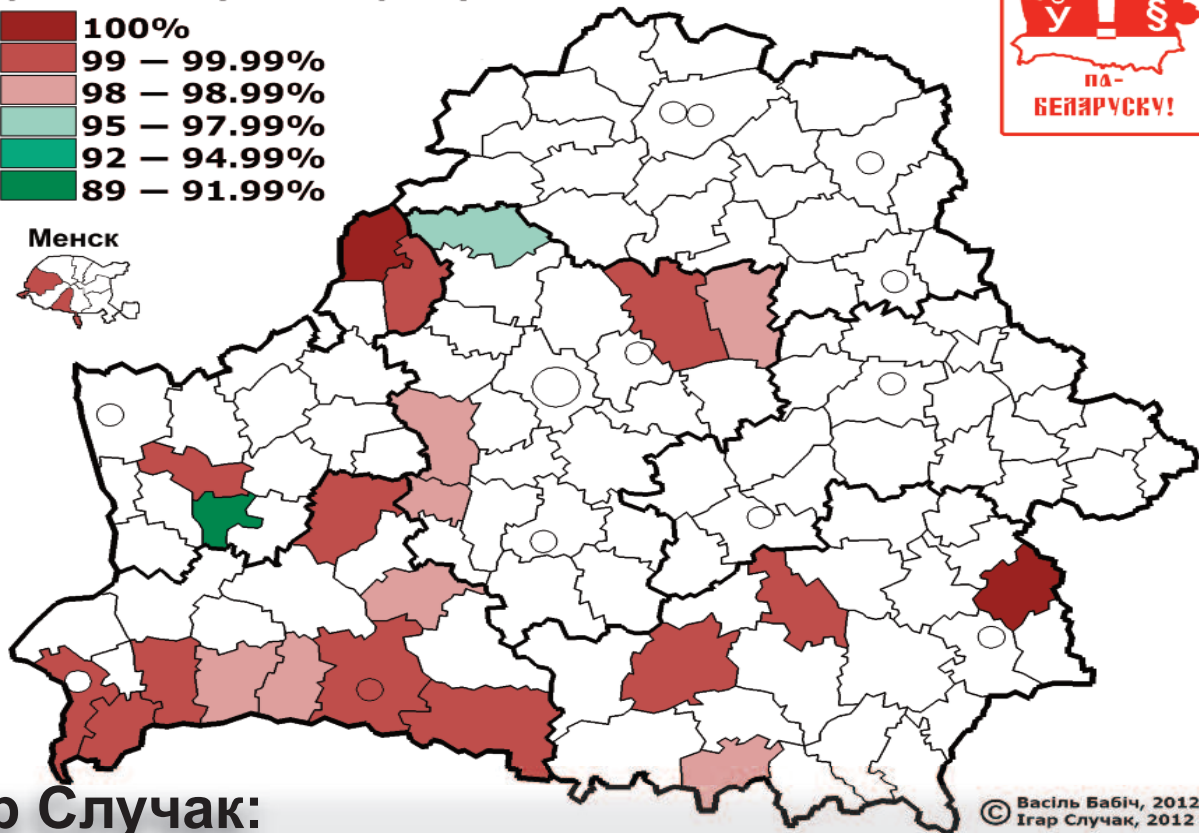 100%
99 — 99.99%
98 — 98.99%
95 — 97.99%
92 — 94.99%
89 — 91.99%
Менск
У ! §
ПА-
БЕЛАРУСКУ!
Случак:
© Васіль Бабіч, 2012
Ігар Случак, 2012